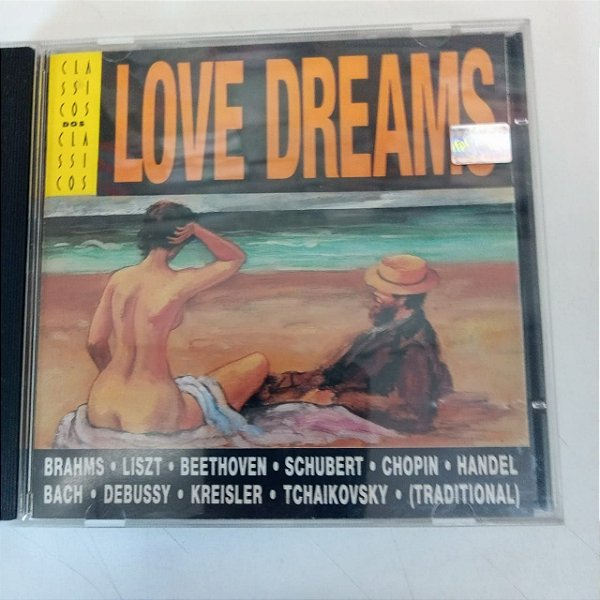 CLA
SSI
COS
DOS
CLA
SSI
COS
LOVE DREAMS
BRAHMS • LISZT • BEETHOVEN • SCHUBERT • CHOPIN • HANDEL
BACH • DEBUSSY • KREISLER • TCHAIKOVSKY • (TRADITIONAL)